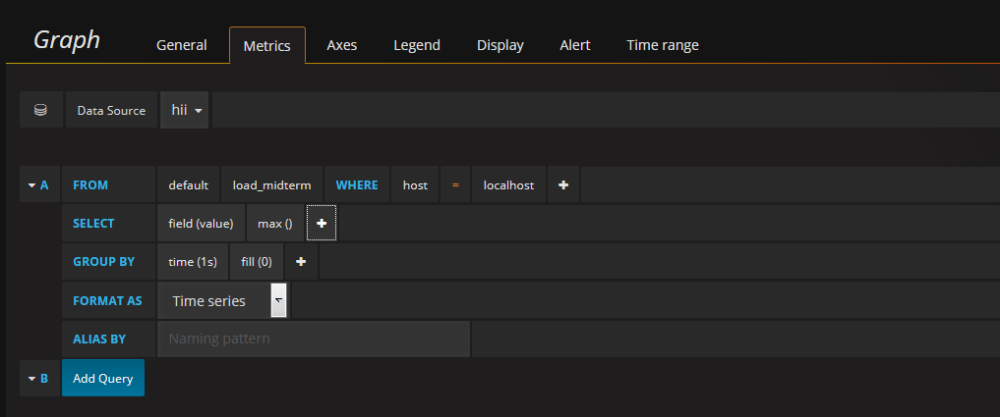 Graph General Metrics Axes Legend Display Alert Time range
Data Source hii
A FROM default load_midterm WHERE host = localhost +
SELECT field (value) max () +
GROUP BY time (1s) fill (0) +
FORMAT AS Time series
ALIAS BY Naming pattern
B Add Query